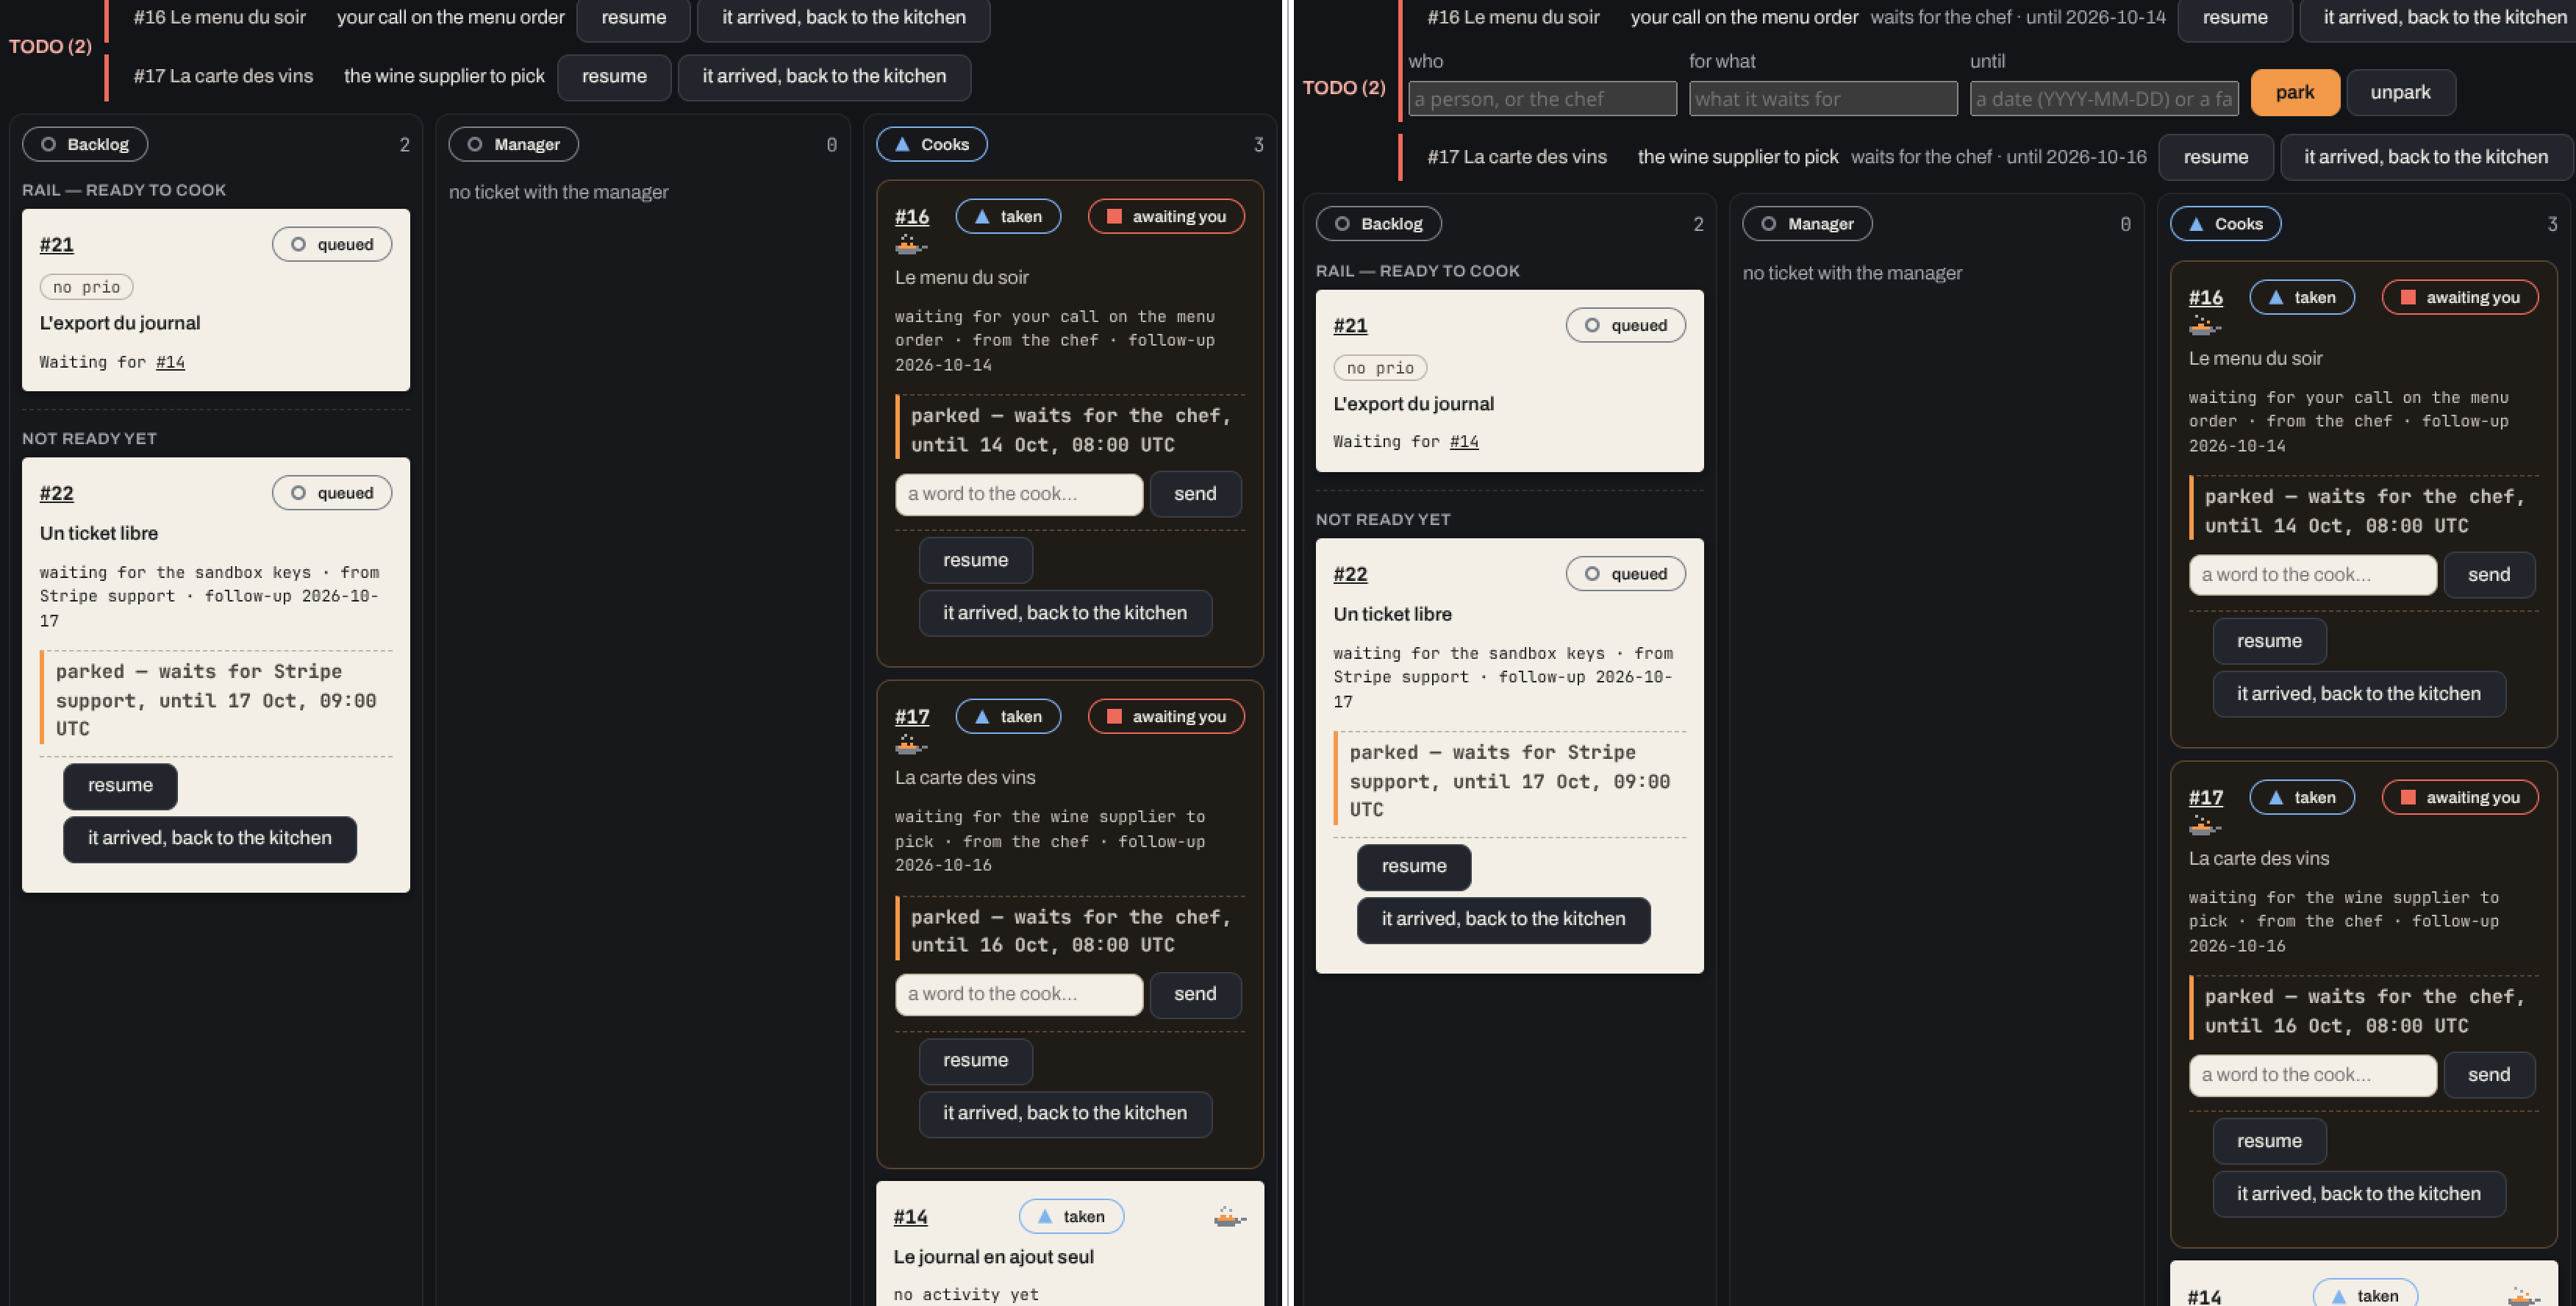 #16 Le menu du soir your call on the menu order resume it arrived, back to the kitchen
TODO (2)
#17 La carte des vins the wine supplier to pick resume it arrived, back to the kitchen
Backlog 2
RAIL — READY TO COOK
#21 queued
no prio
L'export du journal
Waiting for #14
NOT READY YET
#22 queued
Un ticket libre
waiting for the sandbox keys · from
Stripe support · follow-up 2026-10-
17
parked — waits for Stripe
support, until 17 Oct, 09:00
UTC
resume
it arrived, back to the kitchen
Manager 0
no ticket with the manager
Cooks 3
#16 taken awaiting you
Le menu du soir
waiting for your call on the menu
order · from the chef · follow-up
2026-10-14
parked — waits for the chef,
until 14 Oct, 08:00 UTC
a word to the cook... send
resume
it arrived, back to the kitchen
#17 taken awaiting you
La carte des vins
waiting for the wine supplier to
pick · from the chef · follow-up
2026-10-16
parked — waits for the chef,
until 16 Oct, 08:00 UTC
a word to the cook... send
resume
it arrived, back to the kitchen
#14 taken
Le journal en ajout seul
no activity yet
#16 Le menu du soir your call on the menu order waits for the chef · until 2026-10-14 resume it arrived, back to the kitchen
who for what until
TODO (2)
a person, or the chef what it waits for a date (YYYY-MM-DD) or a fa park unpark
#17 La carte des vins the wine supplier to pick waits for the chef · until 2026-10-16 resume it arrived, back to the kitchen
Backlog 2
RAIL — READY TO COOK
#21 queued
no prio
L'export du journal
Waiting for #14
NOT READY YET
#22 queued
Un ticket libre
waiting for the sandbox keys · from
Stripe support · follow-up 2026-10-
17
parked — waits for Stripe
support, until 17 Oct, 09:00
UTC
resume
it arrived, back to the kitchen
Manager 0
no ticket with the manager
Cooks 3
#16 taken awaiting you
Le menu du soir
waiting for your call on the menu
order · from the chef · follow-up
2026-10-14
parked — waits for the chef,
until 14 Oct, 08:00 UTC
a word to the cook... send
resume
it arrived, back to the kitchen
#17 taken awaiting you
La carte des vins
waiting for the wine supplier to
pick · from the chef · follow-up
2026-10-16
parked — waits for the chef,
until 16 Oct, 08:00 UTC
a word to the cook... send
resume
it arrived, back to the kitchen
#14 taken